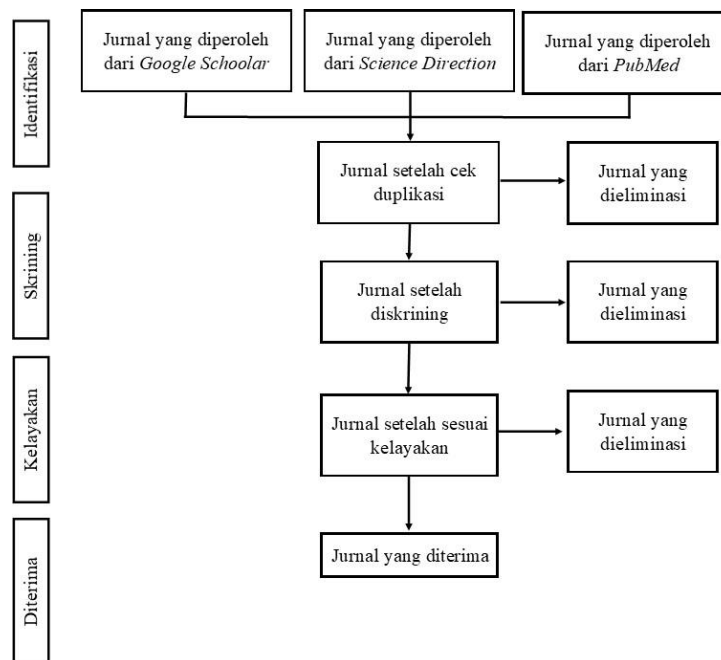 Identifikasi
Jurnal yang diperoleh
dari Google Schoolar
Jurnal yang diperoleh
dari Science Direction
Jurnal yang diperoleh
dari PubMed
Jurnal setelah cek
duplikasi
Jurnal yang
dieliminasi
Skrining
Jurnal setelah
diskrining
Jurnal yang
dieliminasi
Kelayakan
Jurnal setelah sesuai
kelayakan
Jurnal yang
dieliminasi
Diterima
Jurnal yang diterima